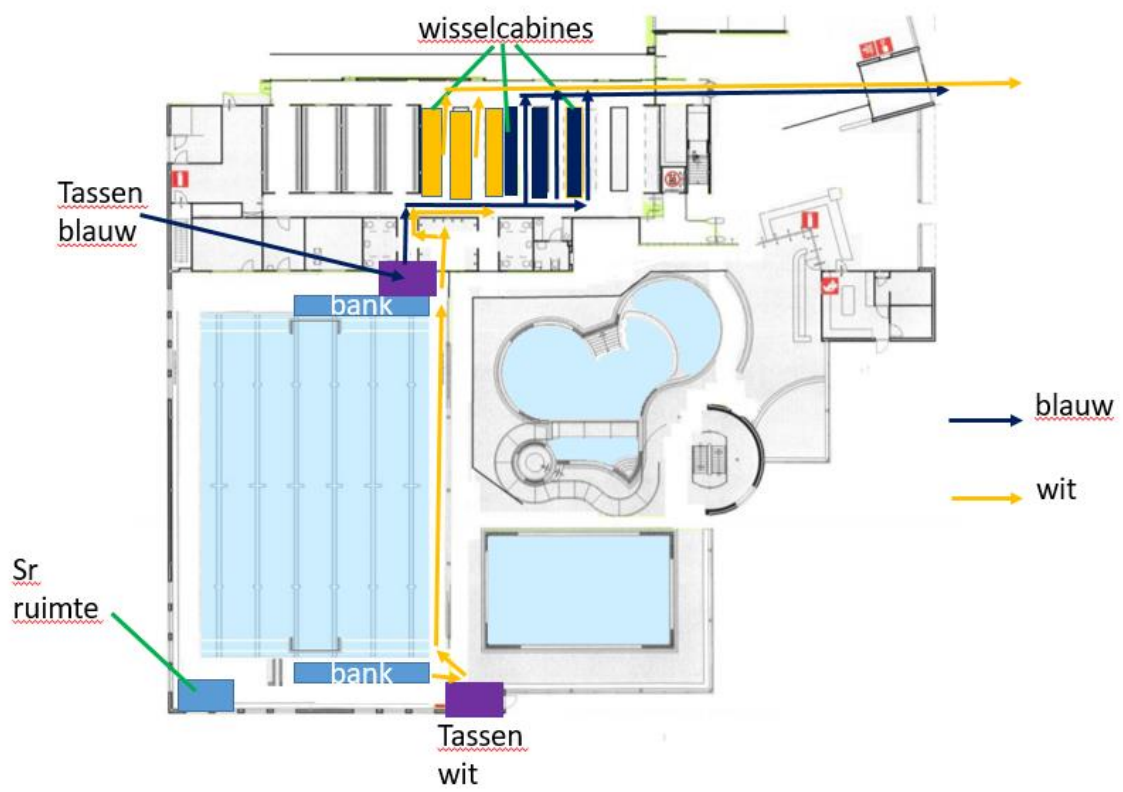 wisselcabines
Tassen
blauw
bank
blauw
wit
Sr
ruimte
bank
Tassen
wit